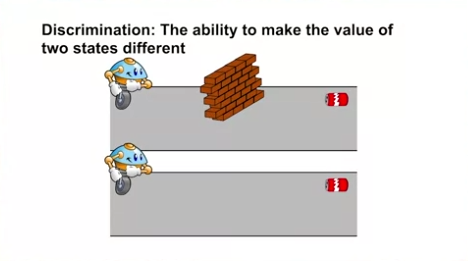 Discrimination: The ability to make the value of
two states different